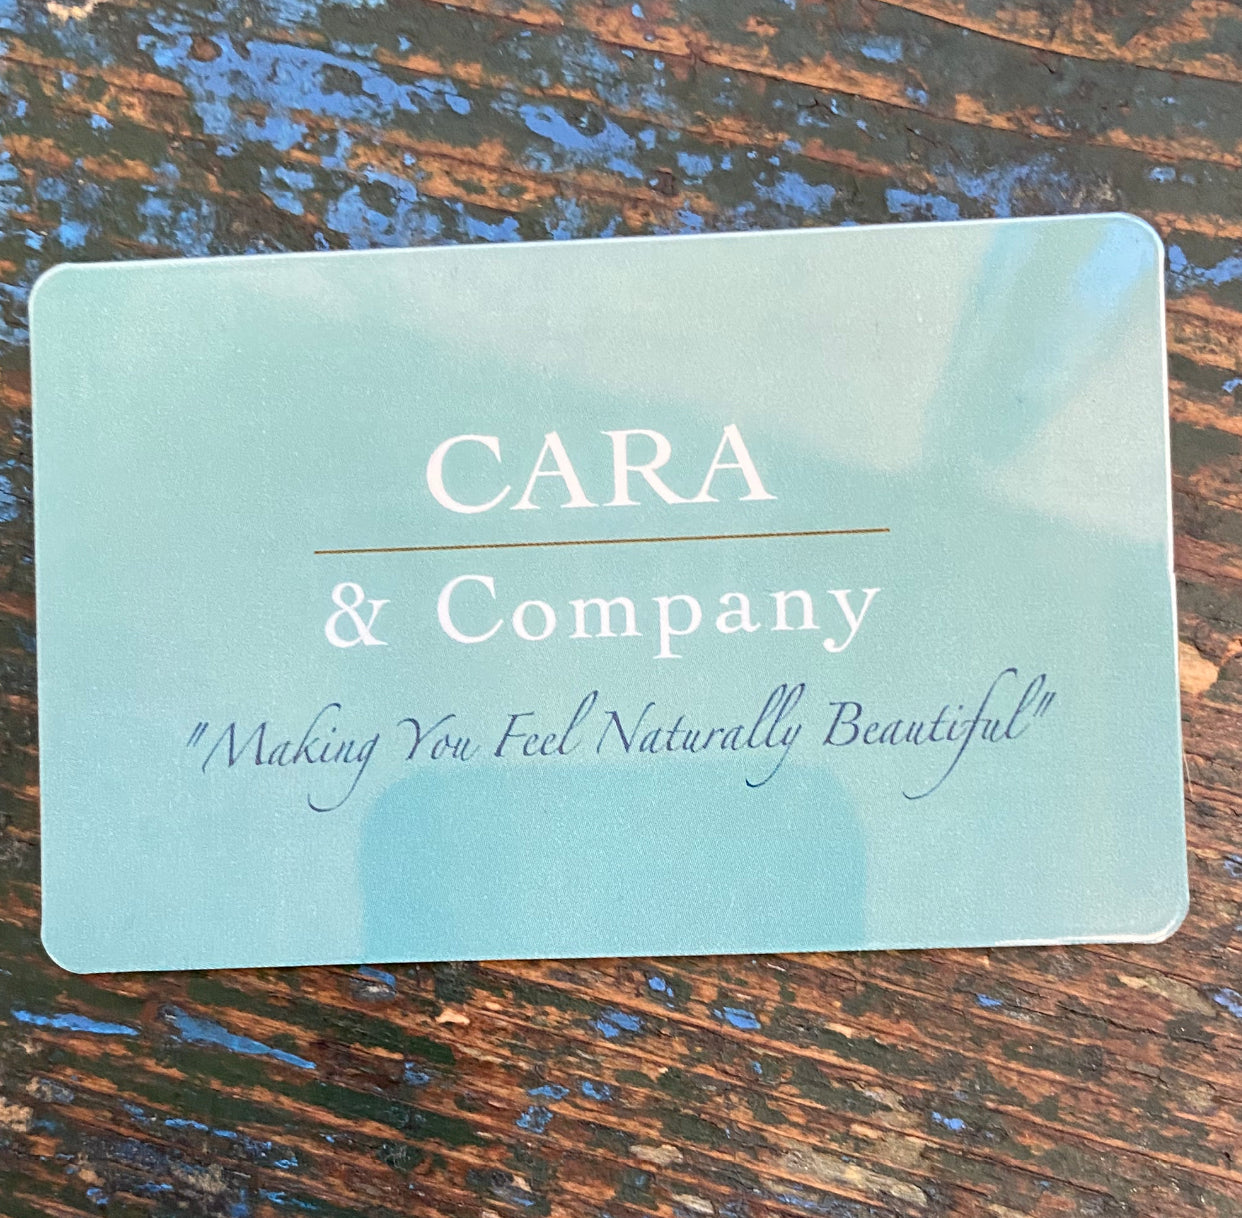 CARA
& Company
"Making You Feel Naturally Beautiful"